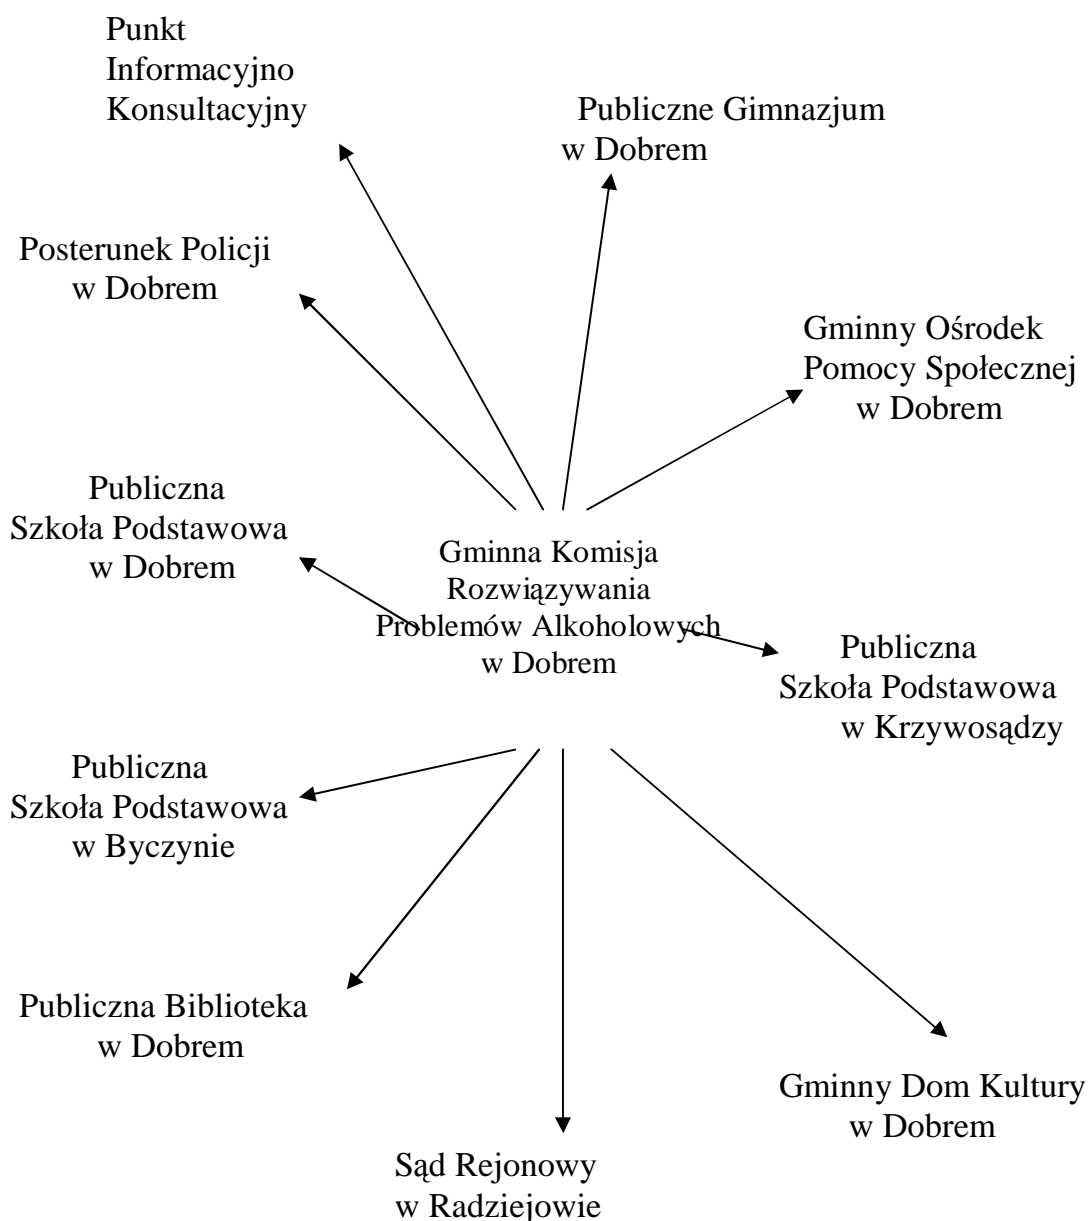 Punkt
Informacyjno
Konsultacyjny
Publiczne Gimnazjum
w Dobrem
Posterunek Policji
w Dobrem
Gminny Ośrodek
Pomocy Społecznej
w Dobrem
Publiczna
Szkoła Podstawowa
w Dobrem
Gminna Komisja
Rozwiązywania
Problemów Alkoholowych
w Dobrem
Publiczna
Szkoła Podstawowa
w Krzywosądzy
Publiczna
Szkoła Podstawowa
w Byczynie
Publiczna Biblioteka
w Dobrem
Gminny Dom Kultury
w Dobrem
Sąd Rejonowy
w Radziejowie